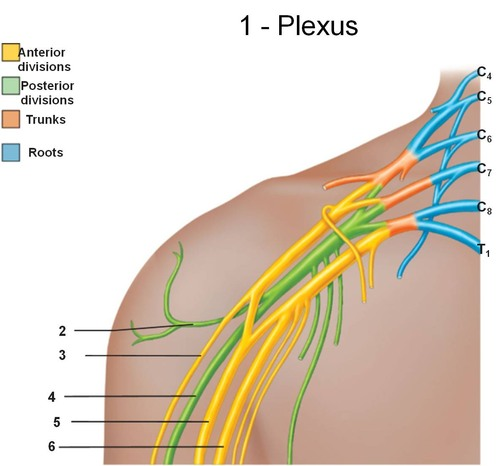 1 - Plexus
Anterior
divisions
Posterior
divisions
Trunks
Roots
C4
C5
C6
C7
C8
T1
2
3
4
5
6